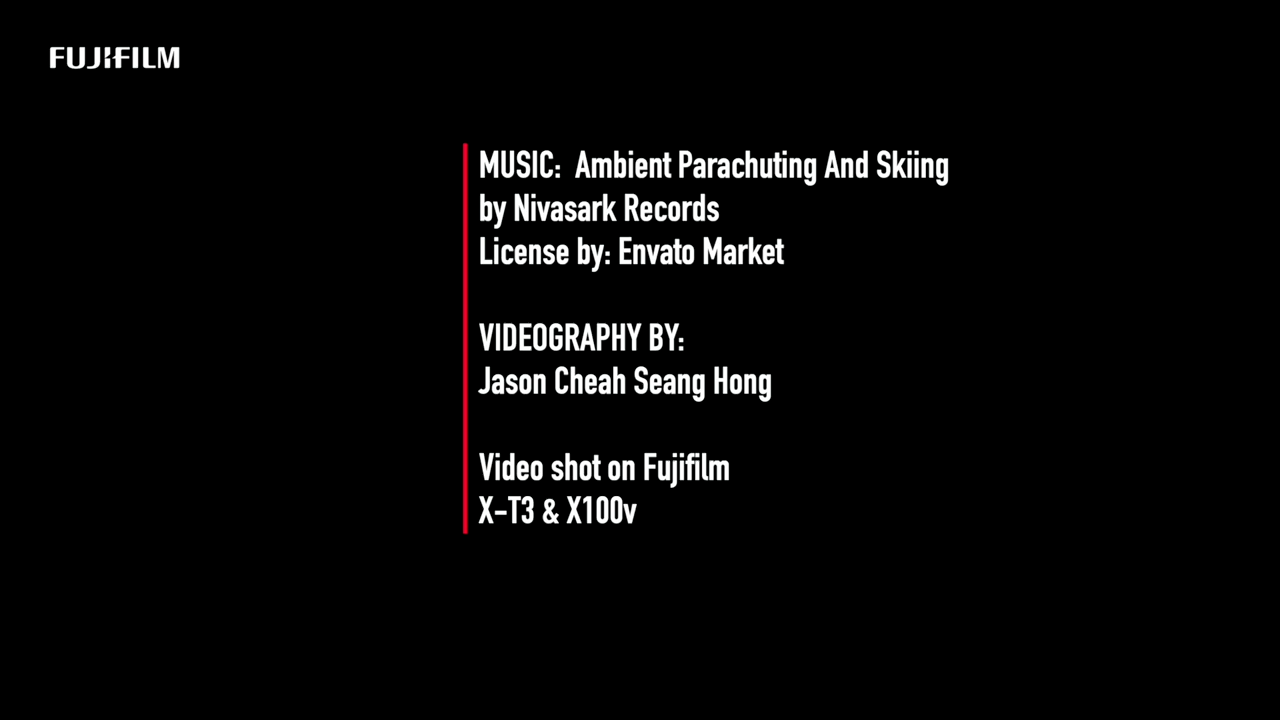 FUJIFILM
MUSIC: Ambient Parachuting And Skiing
by Nivasark Records
License by: Envato Market
VIDEOGRAPHY BY:
Jason Cheah Seang Hong
Video shot on Fujifilm
X-T3 & X100v